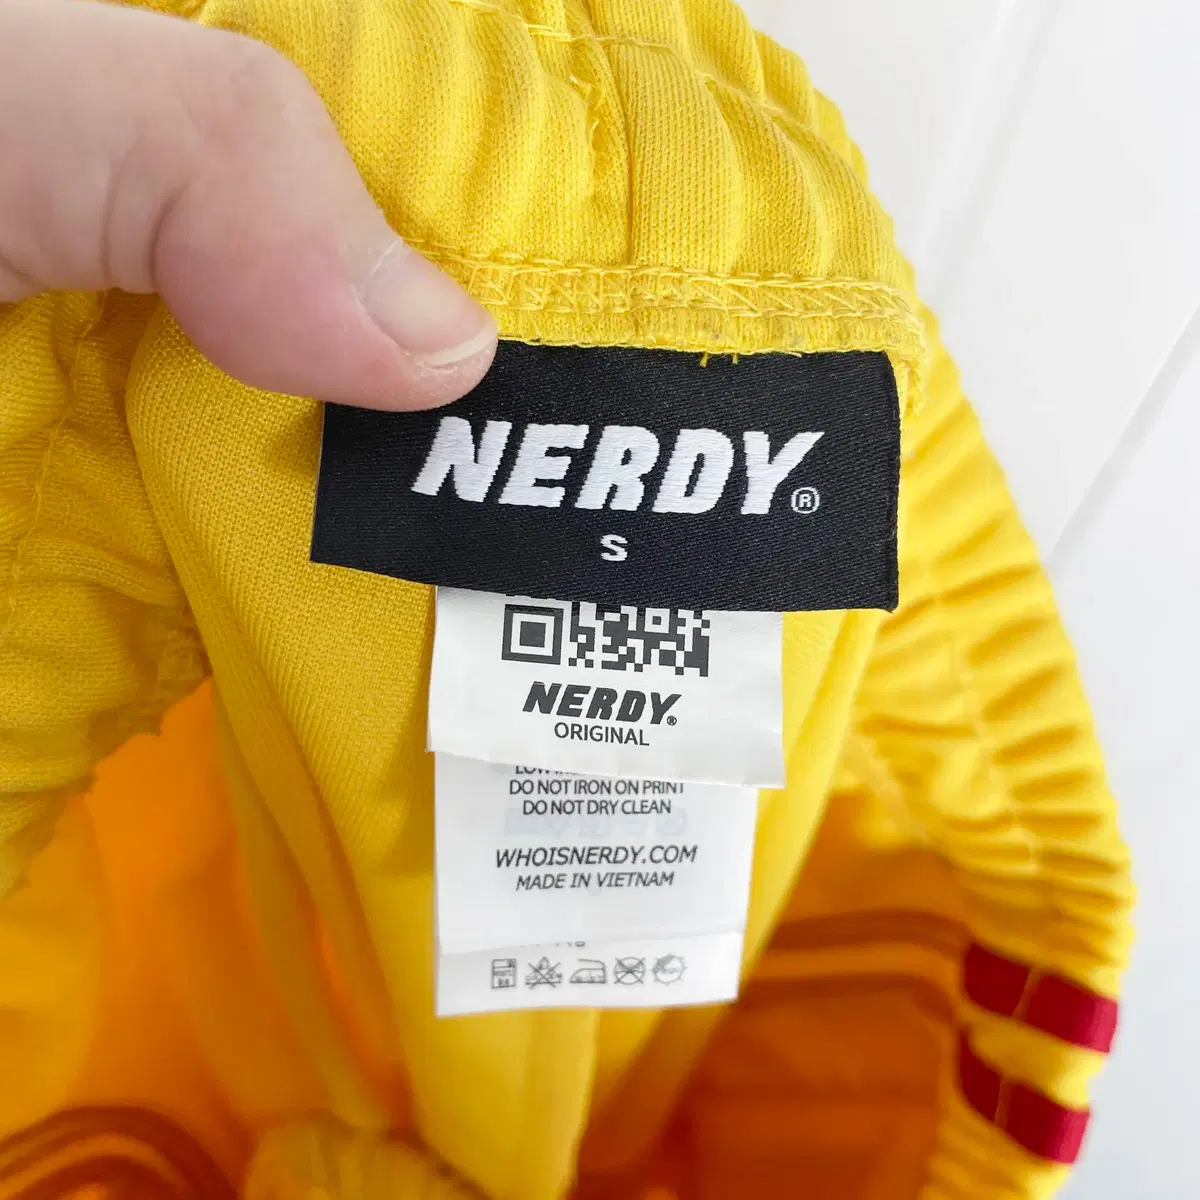 NERDY®
S
NERDY®
ORIGINAL
DO NOT IRON ON PRINT
DO NOT DRY CLEAN
WHOISNERDY.COM
MADE IN VIETNAM